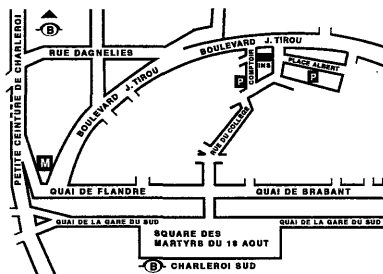 B
RUE DAGNELIES
BOULEVARD J. TIROU
PETITE CEINTURE DE CHARLEROI
BOULEVARD J. TIROU
COMPTOIR
INS
PLACE ALBERT
P
P
RUE DU COLLEGE
M
QUAI DE FLANDRE
QUAI DE BRABANT
QUAI DE LA GARE DU SUD
QUAI DE LA GARE DU SUD
SQUARE DES
MARTYRS DU 18 AOUT
B CHARLEROI SUD